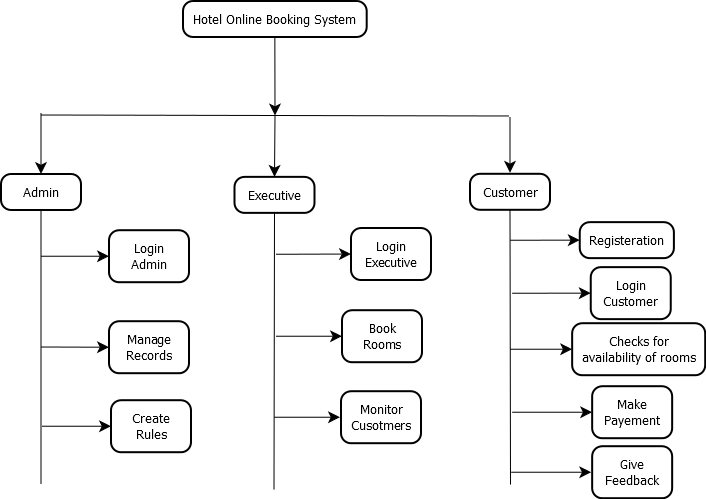 Hotel Online Booking System
Admin
Executive
Customer
Login
Admin
Manage
Records
Create
Rules
Login
Executive
Book
Rooms
Monitor
Cusotmers
Registeration
Login
Customer
Checks for
availability of rooms
Make
Payement
Give
Feedback